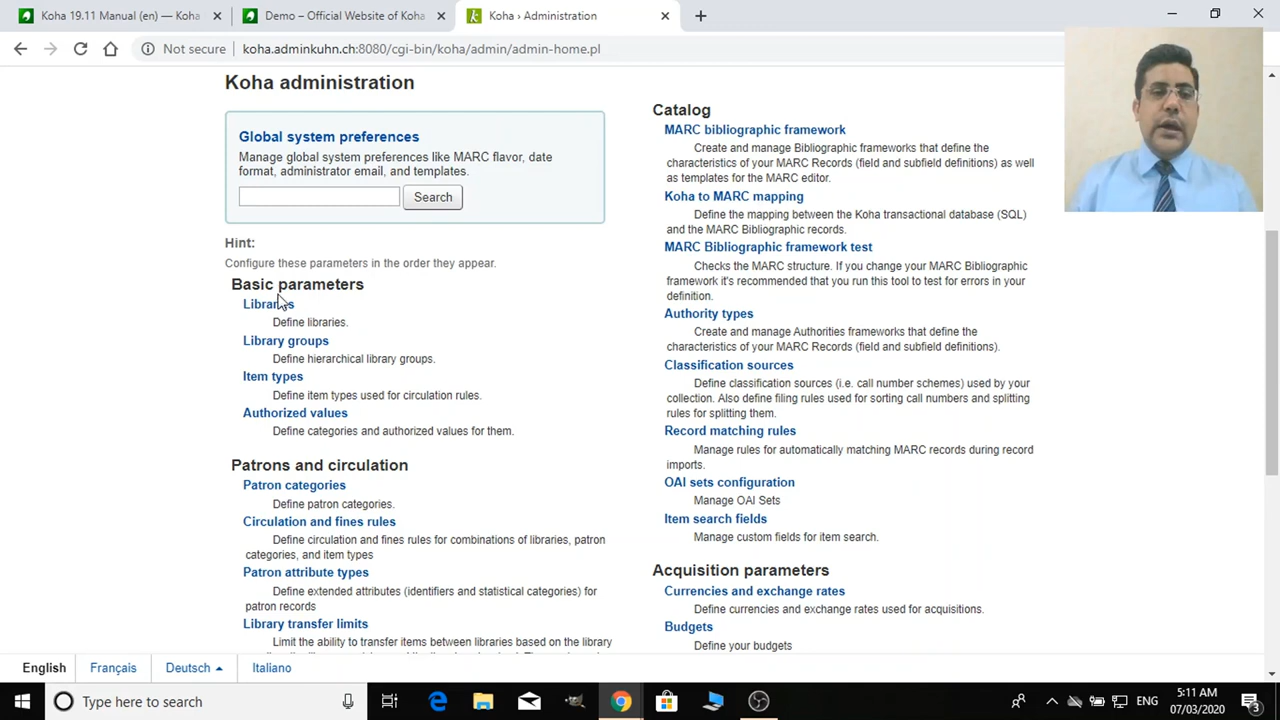 Koha 19.11 Manual (en) — Koha
Demo – Official Website of Koha
Koha › Administration
Not secure
koha.adminkuhn.ch:8080/cgi-bin/koha/admin/admin-home.pl
Koha administration
Global system preferences
Manage global system preferences like MARC flavor, date
format, administrator email, and templates.
Search
Hint:
Configure these parameters in the order they appear.
Basic parameters
Libraries
Define libraries.
Library groups
Define hierarchical library groups.
Item types
Define item types used for circulation rules.
Authorized values
Define categories and authorized values for them.
Patrons and circulation
Patron categories
Define patron categories.
Circulation and fines rules
Define circulation and fines rules for combinations of libraries, patron
categories, and item types
Patron attribute types
Define extended attributes (identifiers and statistical categories) for
patron records
Library transfer limits
Limit the ability to transfer items between libraries based on the library
Catalog
MARC bibliographic framework
Create and manage Bibliographic frameworks that define the
characteristics of your MARC Records (field and subfield definitions) as well
as templates for the MARC editor.
Koha to MARC mapping
Define the mapping between the Koha transactional database (SQL)
and the MARC Bibliographic records.
MARC Bibliographic framework test
Checks the MARC structure. If you change your MARC Bibliographic
framework it's recommended that you run this tool to test for errors in your
definition.
Authority types
Create and manage Authorities frameworks that define the
characteristics of your MARC Records (field and subfield definitions).
Classification sources
Define classification sources (i.e. call number schemes) used by your
collection. Also define filing rules used for sorting call numbers and splitting
rules for splitting them.
Record matching rules
Manage rules for automatically matching MARC records during record
imports.
OAI sets configuration
Manage OAI Sets
Item search fields
Manage custom fields for item search.
Acquisition parameters
Currencies and exchange rates
Define currencies and exchange rates used for acquisitions.
Budgets
Define your budgets
English
Français
Deutsch
Italiano
Type here to search
ENG
5:11 AM
07/03/2020
3